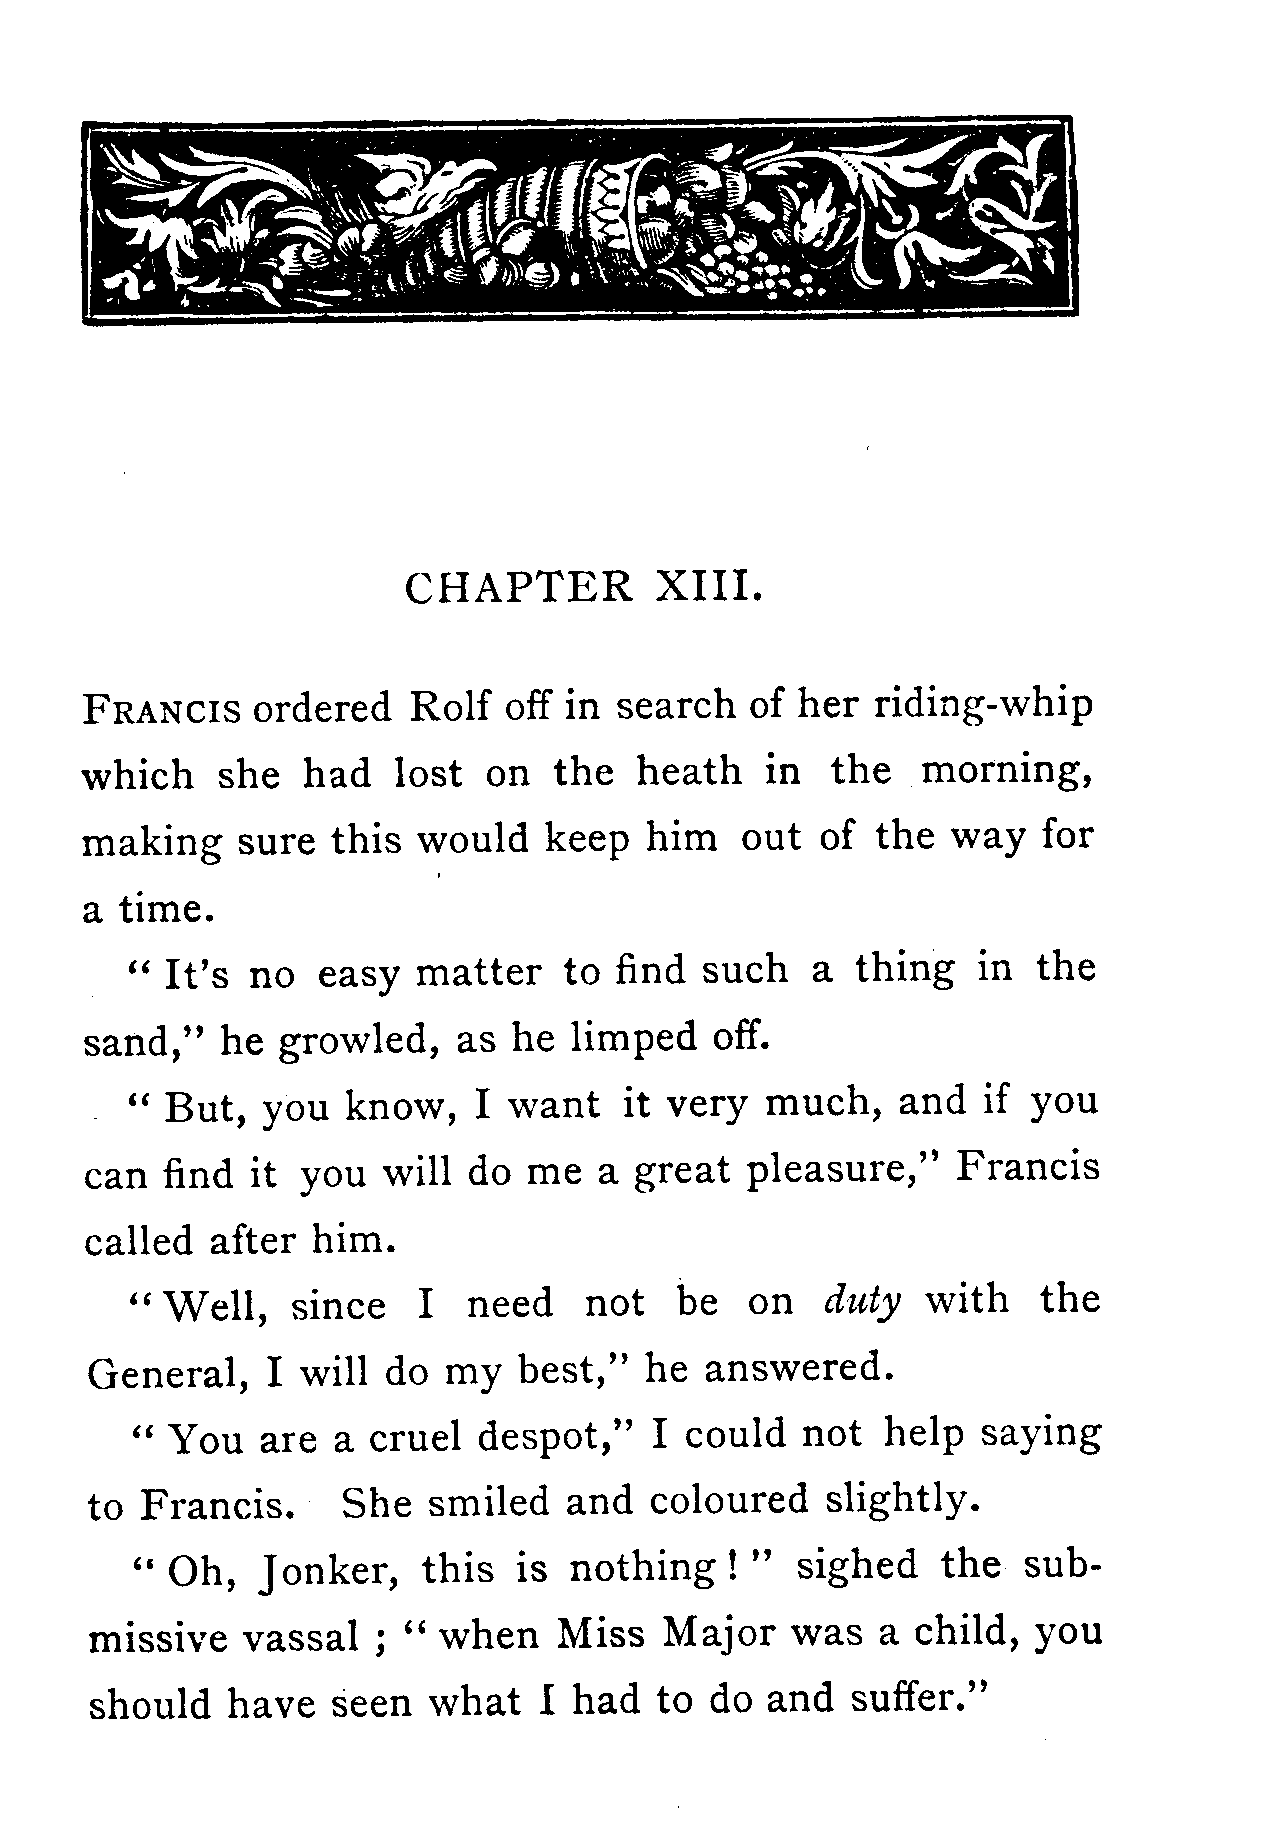 CHAPTER XIII.
FRANCIS ordered Rolf off in search of her riding-whip
which she had lost on the heath in the morning,
making sure this would keep him out of the way for
a time.
“ It’s no easy matter to find such a thing in the
sand,” he growled, as he limped off.
“ But, you know, I want it very much, and if you
can find it you will do me a great pleasure,” Francis
called after him.
“ Well, since I need not be on duty with the
General, I will do my best,” he answered.
“ You are a cruel despot,” I could not help saying
to Francis. She smiled and coloured slightly.
“ Oh, Jonker, this is nothing ! ” sighed the sub-
missive vassal ; “ when Miss Major was a child, you
should have seen what I had to do and suffer.”